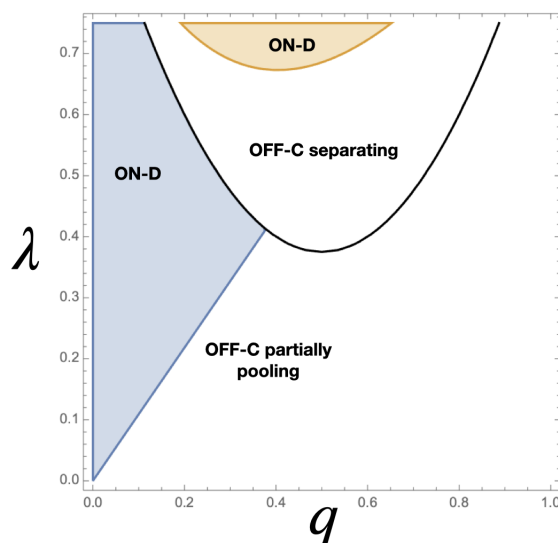 0.7
ON-D
0.6
OFF-C separating
0.5
ON-D
0.4
λ
0.3
OFF-C partially
pooling
0.2
0.1
0.0
0.0 0.2 0.4 0.6 0.8 1.0
q